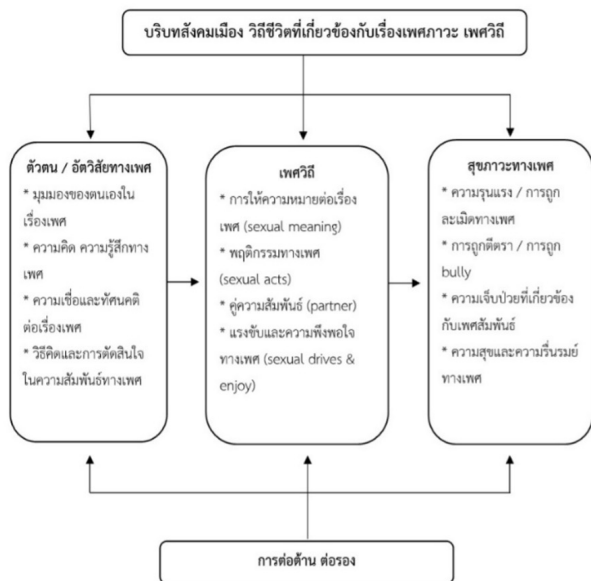 บริบทสังคมเมือง วิถีชีวิตที่เกี่ยวข้องกับเรื่องเพศภาวะ เพศวิถี
ตัวตน / อัตวิสัยทางเพศ
* มุมมองของตนเองใน
เรื่องเพศ
* ความคิด ความรู้สึกทาง
เพศ
* ความเชื่อและทัศนคติ
ต่อเรื่องเพศ
* วิธีคิดและการตัดสินใจ
ในความสัมพันธ์ทางเพศ
เพศวิถี
* การให้ความหมายต่อเรื่อง
เพศ (sexual meaning)
* พฤติกรรมทางเพศ
(sexual acts)
* คู่ความสัมพันธ์ (partner)
* แรงขับและความพึงพอใจ
ทางเพศ (sexual drives &
enjoy)
สุขภาวะทางเพศ
* ความรุนแรง / การถูก
ละเมิดทางเพศ
* การถูกตีตรา / การถูก
bully
* ความเจ็บป่วยที่เกี่ยวข้อง
กับเพศสัมพันธ์
* ความสุขและความรื่นรมย์
ทางเพศ
การต่อต้าน ต่อรอง